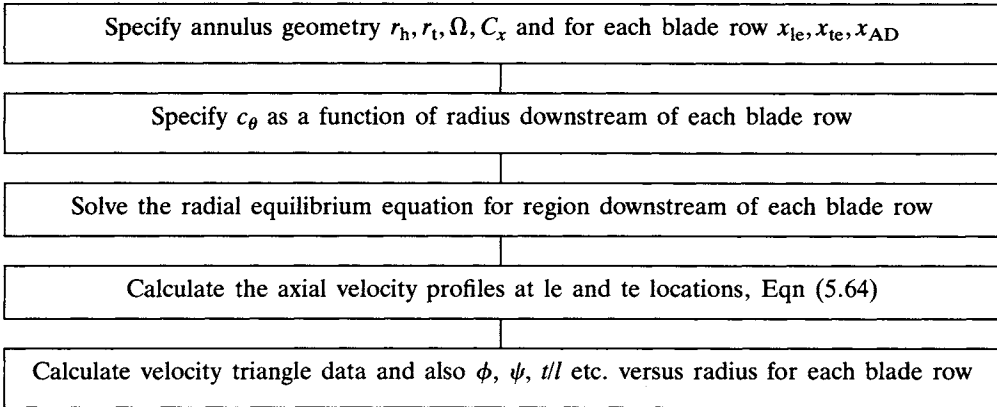 Specify annulus geometry r_h, r_t, Ω, C_x and for each blade row x_le, x_te, x_AD
Specify c_θ as a function of radius downstream of each blade row
Solve the radial equilibrium equation for region downstream of each blade row
Calculate the axial velocity profiles at le and te locations, Eqn (5.64)
Calculate velocity triangle data and also ϕ, ψ, t/l etc. versus radius for each blade row